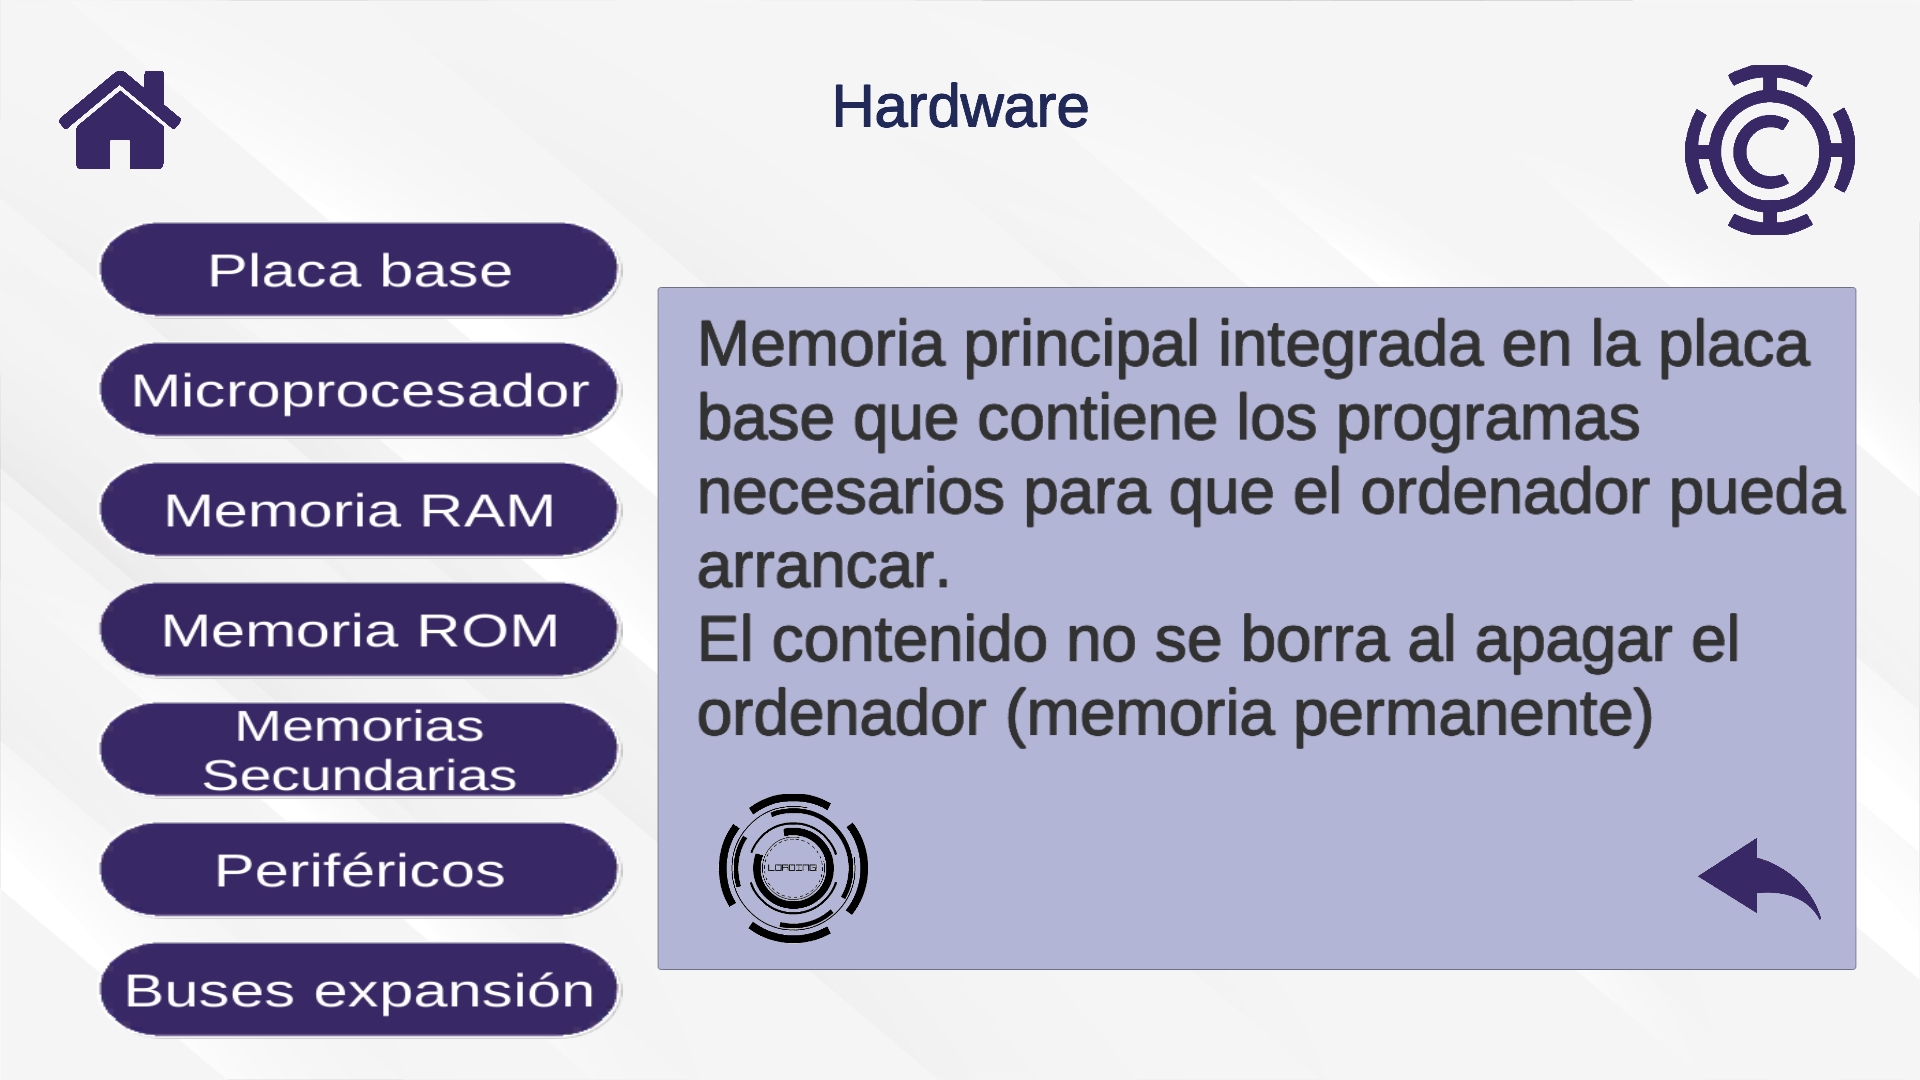 Hardware
Placa base
Microprocesador
Memoria RAM
Memoria ROM
Memorias
Secundarias
Periféricos
Buses expansión
Memoria principal integrada en la placa
base que contiene los programas
necesarios para que el ordenador pueda
arrancar.
El contenido no se borra al apagar el
ordenador (memoria permanente)
LOADING
C